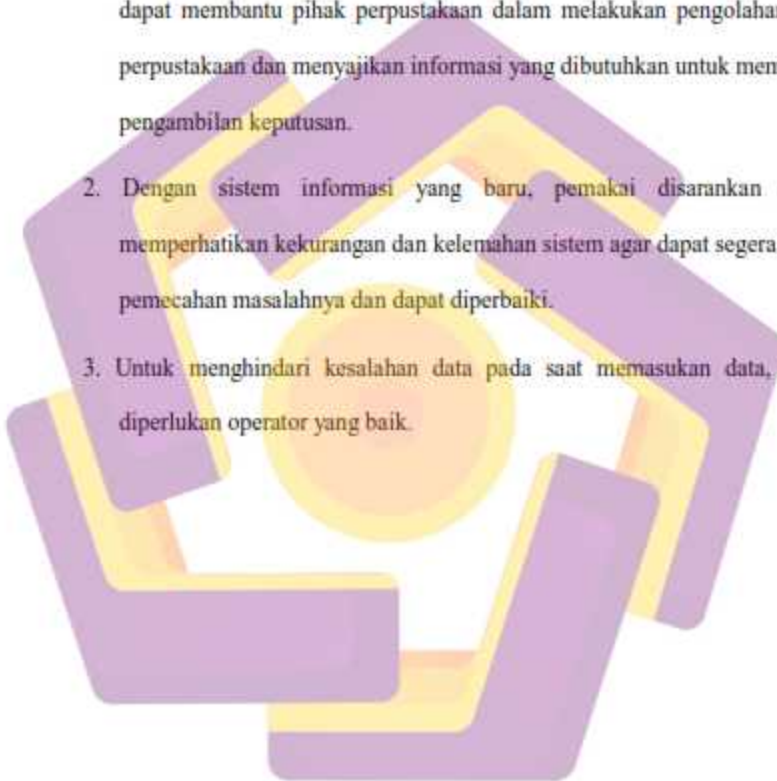 dapat membantu pihak perpustakaan dalam melakukan pengolahan
perpustakaan dan menyajikan informasi yang dibutuhkan untuk mem
pengambilan keputusan.
2. Dengan sistem informasi yang baru, pemakai disarankan
memperhatikan kekurangan dan kelemahan sistem agar dapat segera
pemecahan masalahnya dan dapat diperbaiki.
3. Untuk menghindari kesalahan data pada saat memasukan data,
diperlukan operator yang baik.